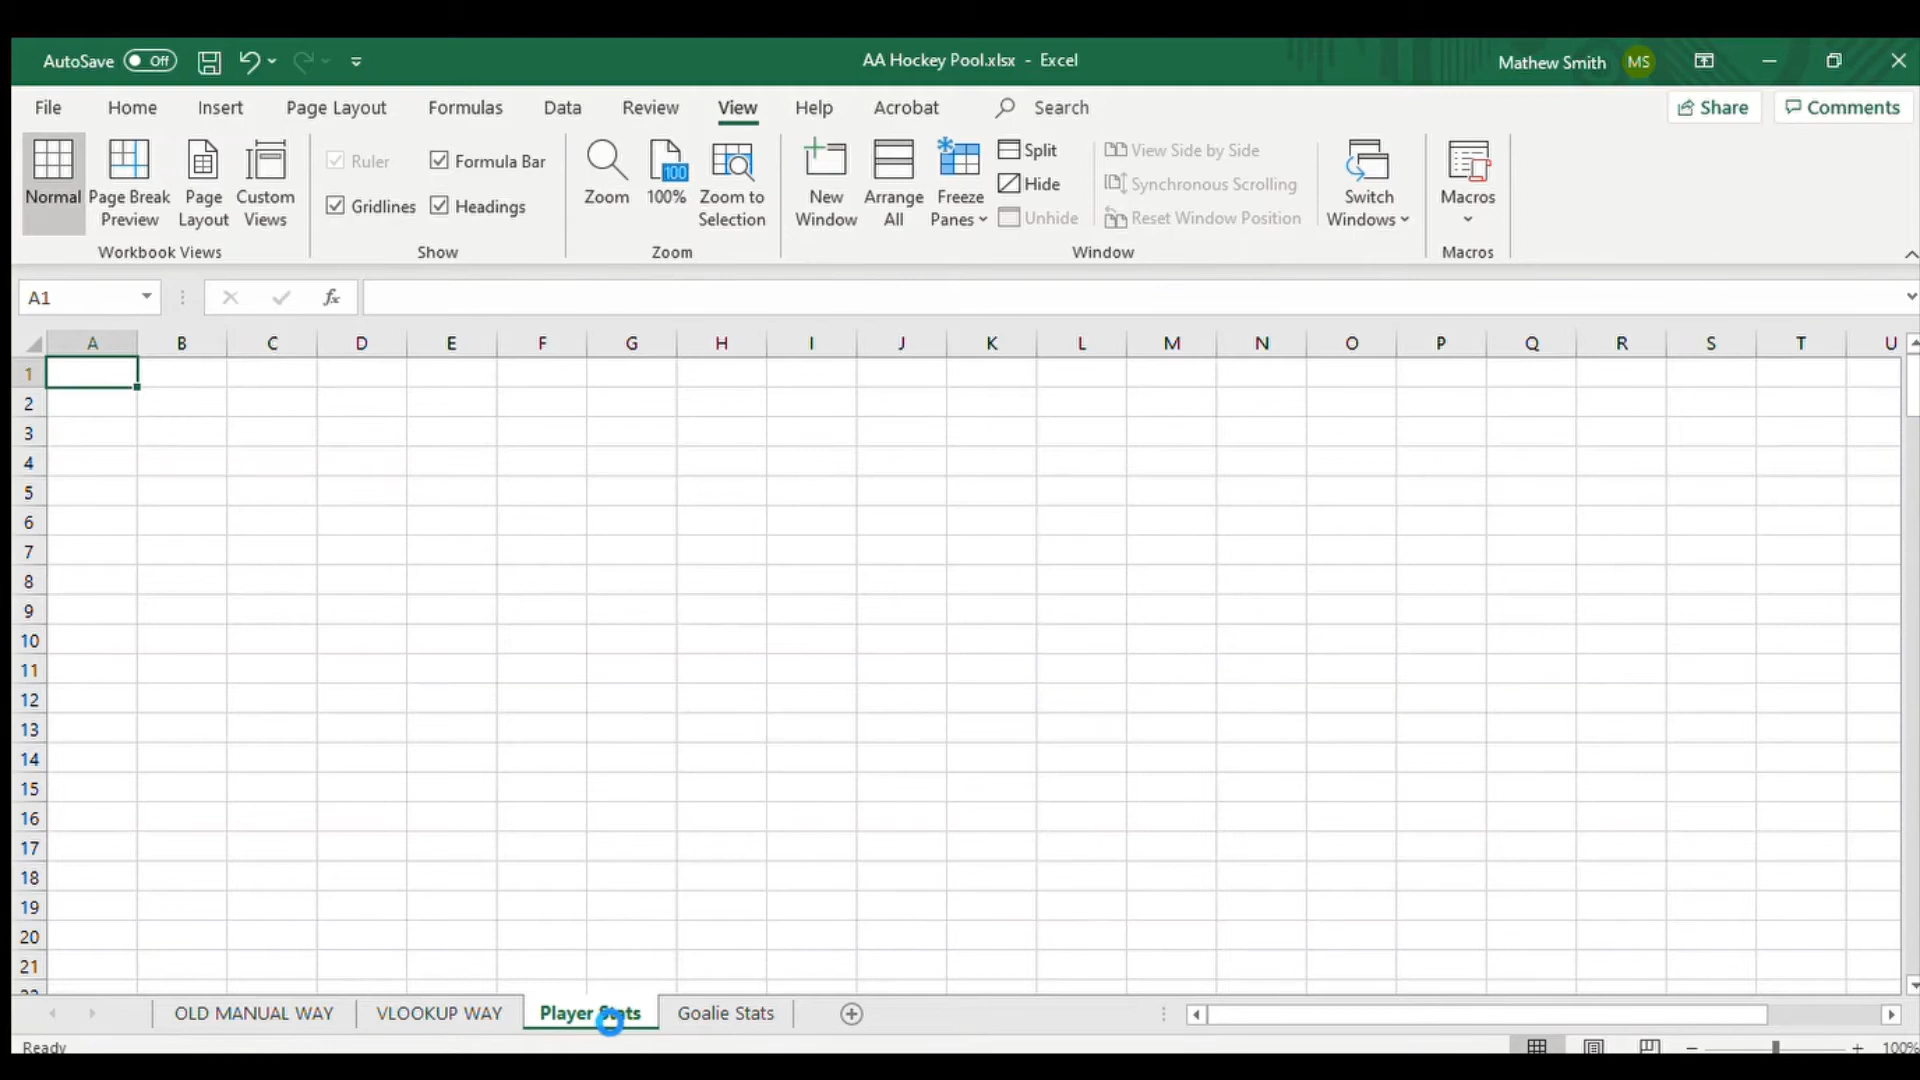 AutoSave Off
AA Hockey Pool.xlsx - Excel
Mathew Smith MS
File Home Insert Page Layout Formulas Data Review View Help Acrobat Search Share Comments
Normal
Page Break Preview
Page Layout
Custom Views
Workbook Views
Ruler
Formula Bar
Gridlines
Headings
Show
Zoom
100
100%
Zoom to Selection
Zoom
New Window
Arrange All
Freeze Panes
Split
Hide
Unhide
View Side by Side
Synchronous Scrolling
Reset Window Position
Window
Switch Windows
Macros
Macros
A1
fx
A B C D E F G H I J K L M N O P Q R S T U
1
2
3
4
5
6
7
8
9
10
11
12
13
14
15
16
17
18
19
20
21
22
OLD MANUAL WAY VLOOKUP WAY Player Stats Goalie Stats
Ready
100%